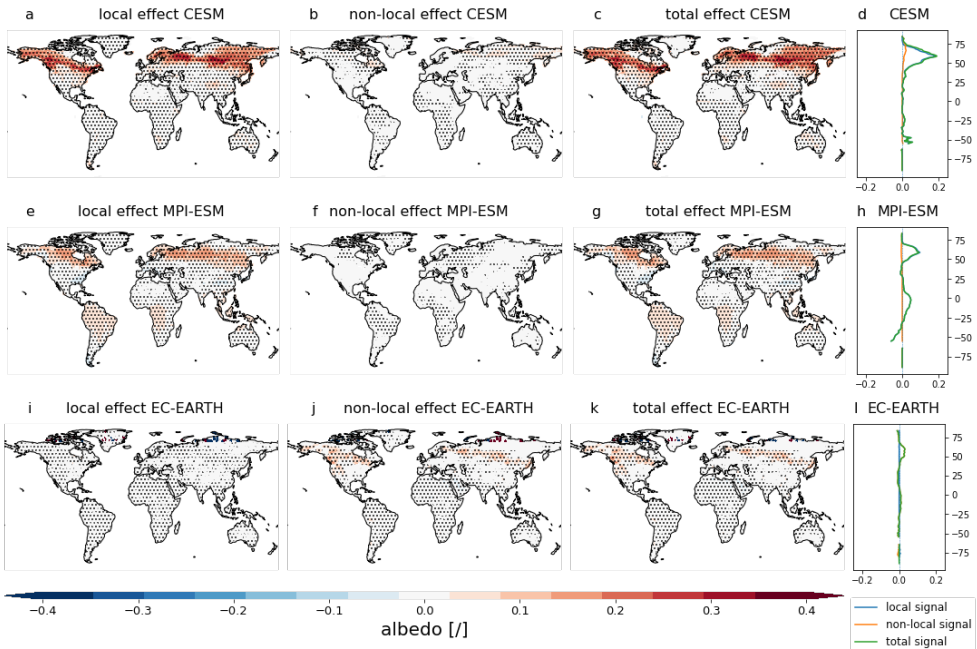 a local effect CESM
b non-local effect CESM
c total effect CESM
d CESM
75
50
25
0
−25
−50
−75
−0.2 0.0 0.2
e local effect MPI-ESM
f non-local effect MPI-ESM
g total effect MPI-ESM
h MPI-ESM
75
50
25
0
−25
−50
−75
−0.2 0.0 0.2
i local effect EC-EARTH
j non-local effect EC-EARTH
k total effect EC-EARTH
l EC-EARTH
75
50
25
0
−25
−50
−75
−0.2 0.0 0.2
−0.4 −0.3 −0.2 −0.1 0.0 0.1 0.2 0.3 0.4
albedo [/]
local signal
non-local signal
total signal